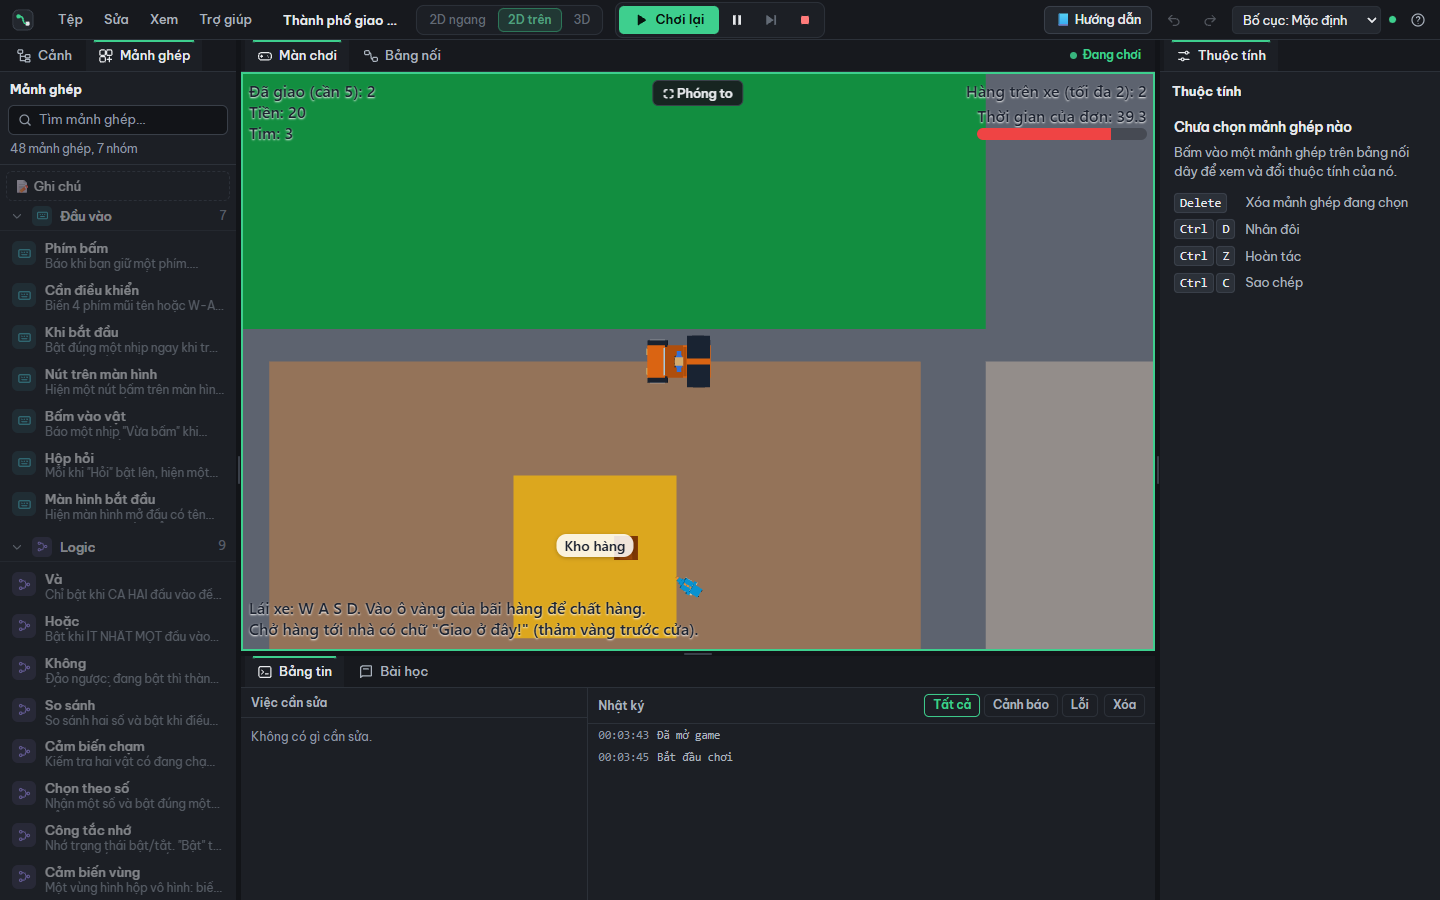 Tệp
Sửa
Xem
Trợ giúp
Thành phố giao ...
2D ngang
2D trên
3D
Chơi lại
Hướng dẫn
Bố cục: Mặc định
Cảnh
Mảnh ghép
Mảnh ghép
Tìm mảnh ghép...
48 mảnh ghép, 7 nhóm
Ghi chú
Đầu vào
7
Phím bấm
Báo khi bạn giữ một phím....
Cần điều khiển
Biến 4 phím mũi tên hoặc W-A...
Khi bắt đầu
Bật đúng một nhịp ngay khi tr...
Nút trên màn hình
Hiện một nút bấm trên màn hìn...
Bấm vào vật
Báo một nhịp "Vừa bấm" khi...
Hộp hỏi
Mỗi khi "Hỏi" bật lên, hiện một...
Màn hình bắt đầu
Hiện màn hình mở đầu có tên...
Logic
9
Và
Chỉ bật khi CẢ HAI đầu vào đề...
Hoặc
Bật khi ÍT NHẤT MỘT đầu vào...
Không
Đảo ngược: đang bật thì thàn...
So sánh
So sánh hai số và bật khi điều...
Cảm biến chạm
Kiểm tra hai vật có đang chạ...
Chọn theo số
Nhận một số và bật đúng một...
Công tắc nhớ
Nhớ trạng thái bật/tắt. "Bật" t...
Cảm biến vùng
Một vùng hình hộp vô hình: biế...
Màn chơi
Bảng nối
Đang chơi
Đã giao (cần 5): 2
Tiền: 20
Tim: 3
Phóng to
Hàng trên xe (tối đa 2): 2
Thời gian của đơn: 39.3
Kho hàng
Lái xe: W A S D. Vào ô vàng của bãi hàng để chất hàng.
Chở hàng tới nhà có chữ "Giao ở đây!" (thảm vàng trước cửa).
Bảng tin
Bài học
Việc cần sửa
Không có gì cần sửa.
Nhật ký
Tất cả
Cảnh báo
Lỗi
Xóa
00:03:43 Đã mở game
00:03:45 Bắt đầu chơi
Thuộc tính
Thuộc tính
Chưa chọn mảnh ghép nào
Bấm vào một mảnh ghép trên bảng nối
dây để xem và đổi thuộc tính của nó.
Delete Xóa mảnh ghép đang chọn
Ctrl D Nhân đôi
Ctrl Z Hoàn tác
Ctrl C Sao chép